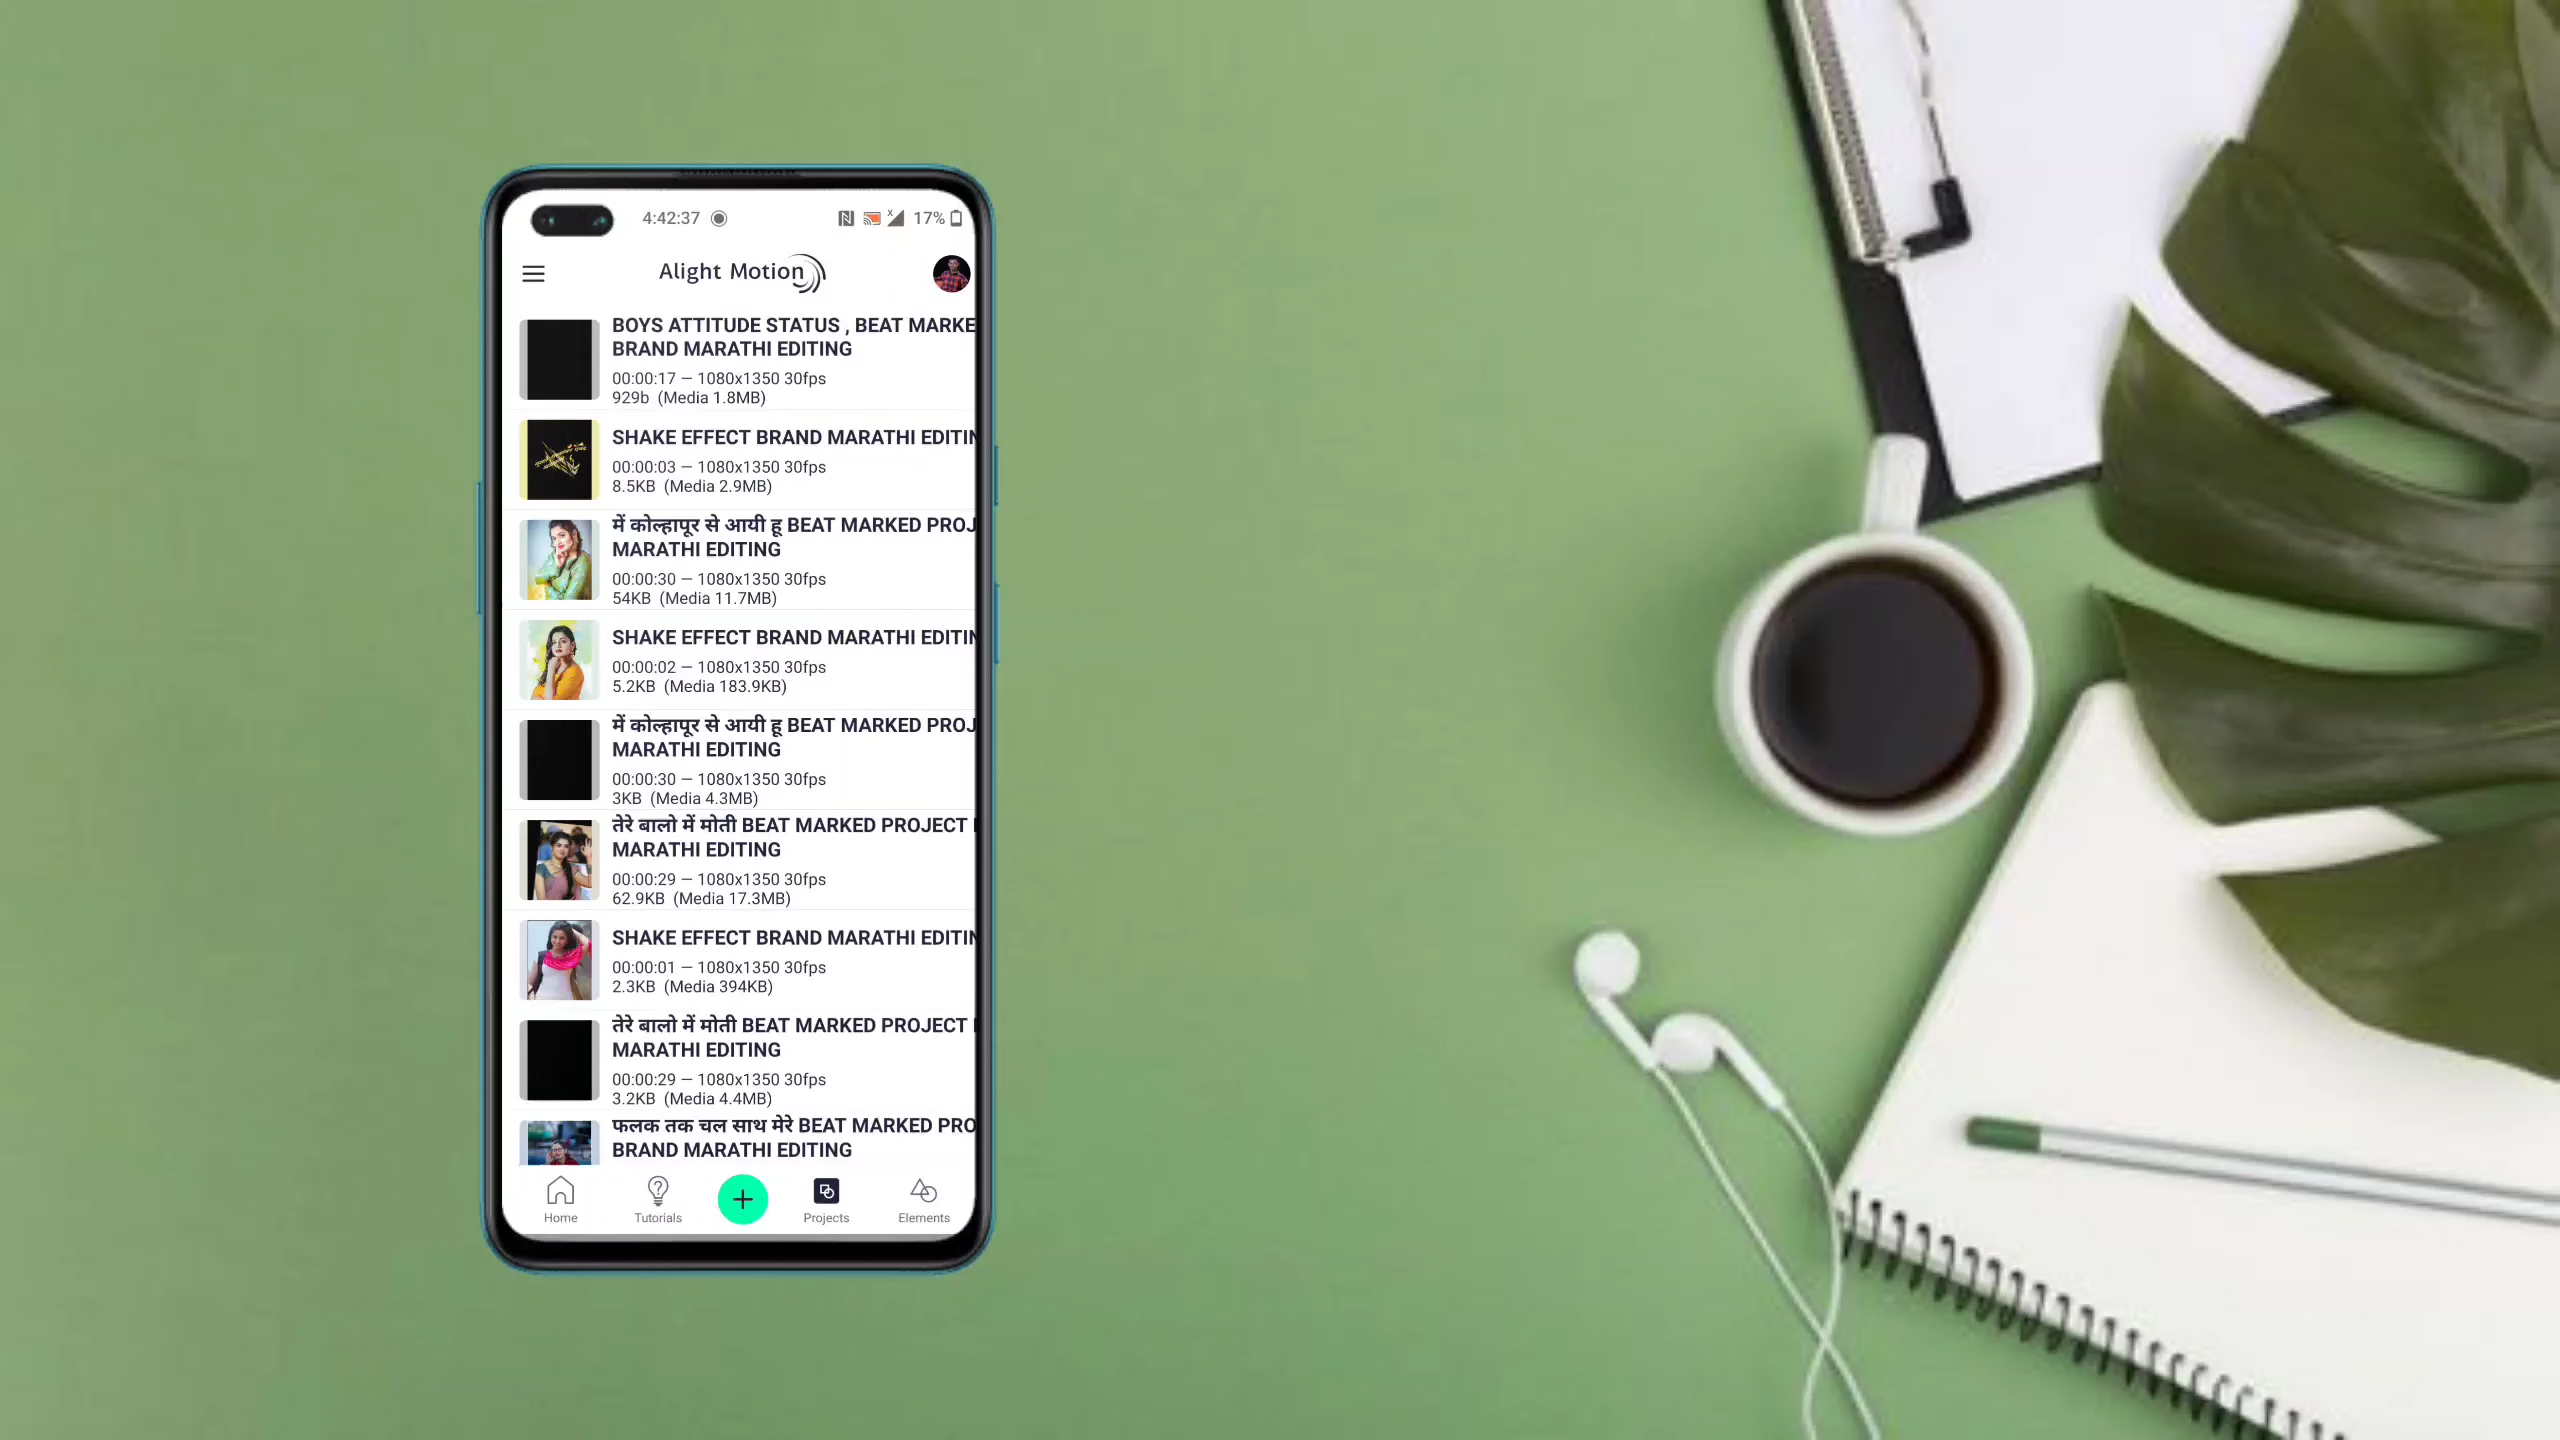 4:42:37
17%
Alight Motion
BOYS ATTITUDE STATUS , BEAT MARKE
BRAND MARATHI EDITING
00:00:17 — 1080x1350 30fps
929b (Media 1.8MB)
SHAKE EFFECT BRAND MARATHI EDITIN
00:00:03 — 1080x1350 30fps
8.5KB (Media 2.9MB)
में कोल्हापूर से आयी हू BEAT MARKED PROJ
MARATHI EDITING
00:00:30 — 1080x1350 30fps
54KB (Media 11.7MB)
SHAKE EFFECT BRAND MARATHI EDITIN
00:00:02 — 1080x1350 30fps
5.2KB (Media 183.9KB)
में कोल्हापूर से आयी हू BEAT MARKED PROJ
MARATHI EDITING
00:00:30 — 1080x1350 30fps
3KB (Media 4.3MB)
तेरे बालो में मोती BEAT MARKED PROJECT
MARATHI EDITING
00:00:29 — 1080x1350 30fps
62.9KB (Media 17.3MB)
SHAKE EFFECT BRAND MARATHI EDITIN
00:00:01 — 1080x1350 30fps
2.3KB (Media 394KB)
तेरे बालो में मोती BEAT MARKED PROJECT
MARATHI EDITING
00:00:29 — 1080x1350 30fps
3.2KB (Media 4.4MB)
फलक तक चल साथ मेरे BEAT MARKED PRO
BRAND MARATHI EDITING
Home
Tutorials
Projects
Elements